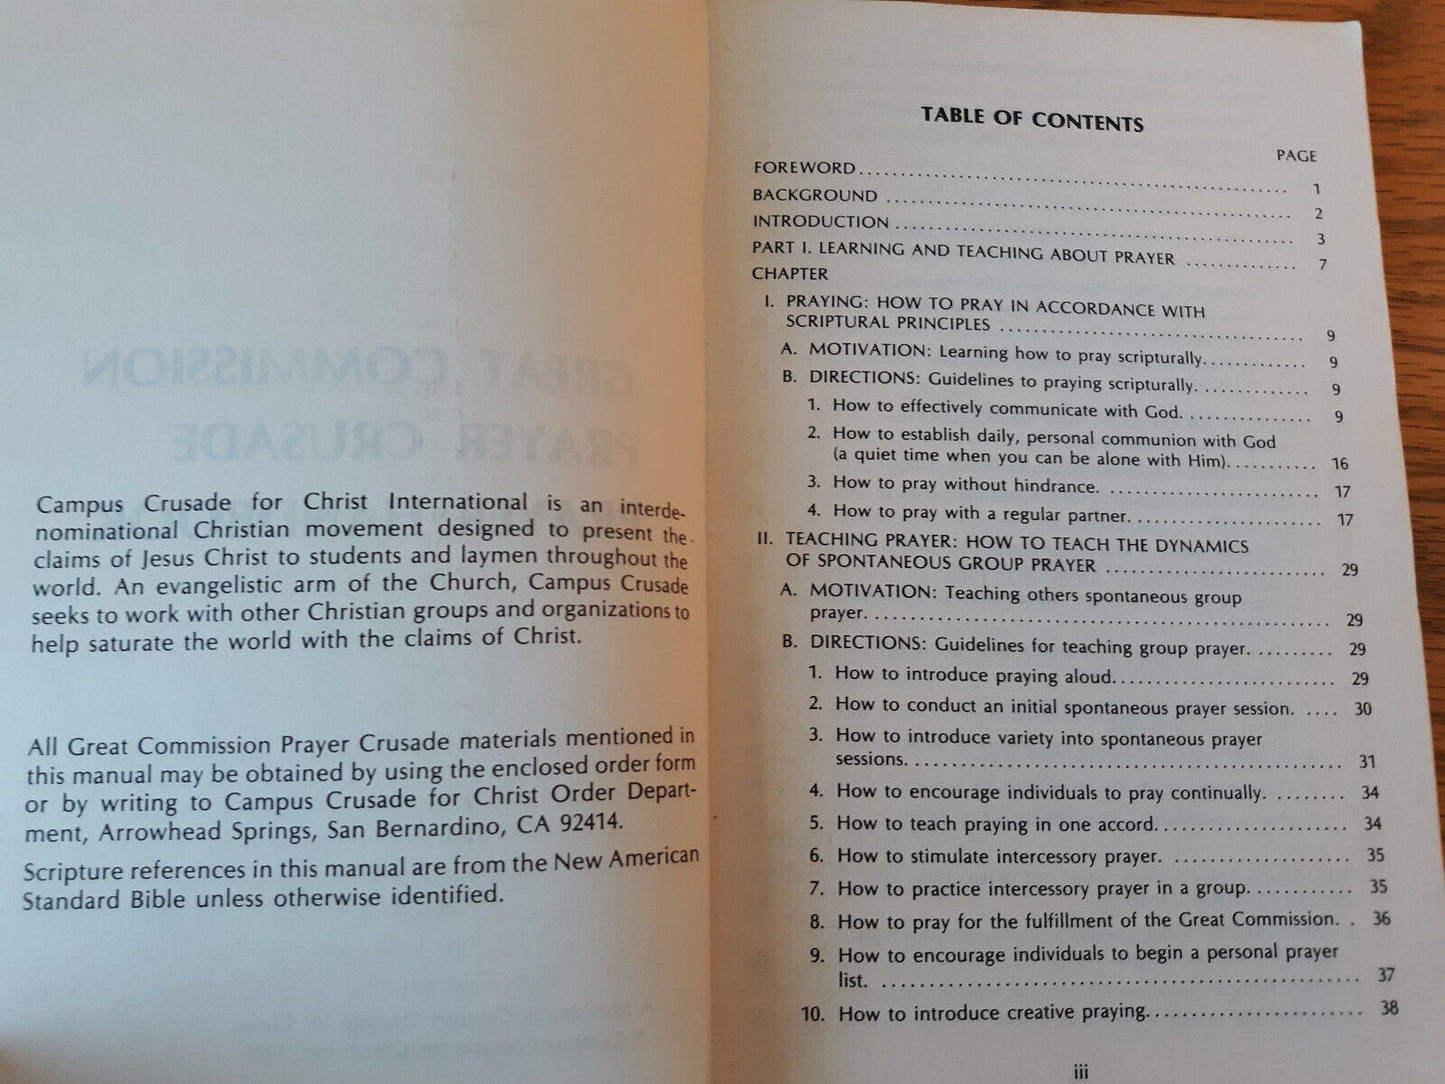 GREAT COMMISSION
PRAYER CRUSADE
Campus Crusade for Christ International is an interde-
nominational Christian movement designed to present the
claims of Jesus Christ to students and laymen throughout the
world. An evangelistic arm of the Church, Campus Crusade
seeks to work with other Christian groups and organizations to
help saturate the world with the claims of Christ.
All Great Commission Prayer Crusade materials mentioned in
this manual may be obtained by using the enclosed order form
or by writing to Campus Crusade for Christ Order Depart-
ment, Arrowhead Springs, San Bernardino, CA 92414.
Scripture references in this manual are from the New American
Standard Bible unless otherwise identified.
TABLE OF CONTENTS
PAGE
FOREWORD 1
BACKGROUND 2
INTRODUCTION 3
PART I. LEARNING AND TEACHING ABOUT PRAYER 7
CHAPTER
I. PRAYING: HOW TO PRAY IN ACCORDANCE WITH
SCRIPTURAL PRINCIPLES 9
A. MOTIVATION: Learning how to pray scripturally. 9
B. DIRECTIONS: Guidelines to praying scripturally. 9
1. How to effectively communicate with God. 9
2. How to establish daily, personal communion with God
(a quiet time when you can be alone with Him). 16
3. How to pray without hindrance. 17
4. How to pray with a regular partner. 17
II. TEACHING PRAYER: HOW TO TEACH THE DYNAMICS
OF SPONTANEOUS GROUP PRAYER 29
A. MOTIVATION: Teaching others spontaneous group
prayer. 29
B. DIRECTIONS: Guidelines for teaching group prayer. 29
1. How to introduce praying aloud. 29
2. How to conduct an initial spontaneous prayer session. 30
3. How to introduce variety into spontaneous prayer
sessions. 31
4. How to encourage individuals to pray continually. 34
5. How to teach praying in one accord. 34
6. How to stimulate intercessory prayer. 35
7. How to practice intercessory prayer in a group. 35
8. How to pray for the fulfillment of the Great Commission. 36
9. How to encourage individuals to begin a personal prayer
list. 37
10. How to introduce creative praying. 38
iii